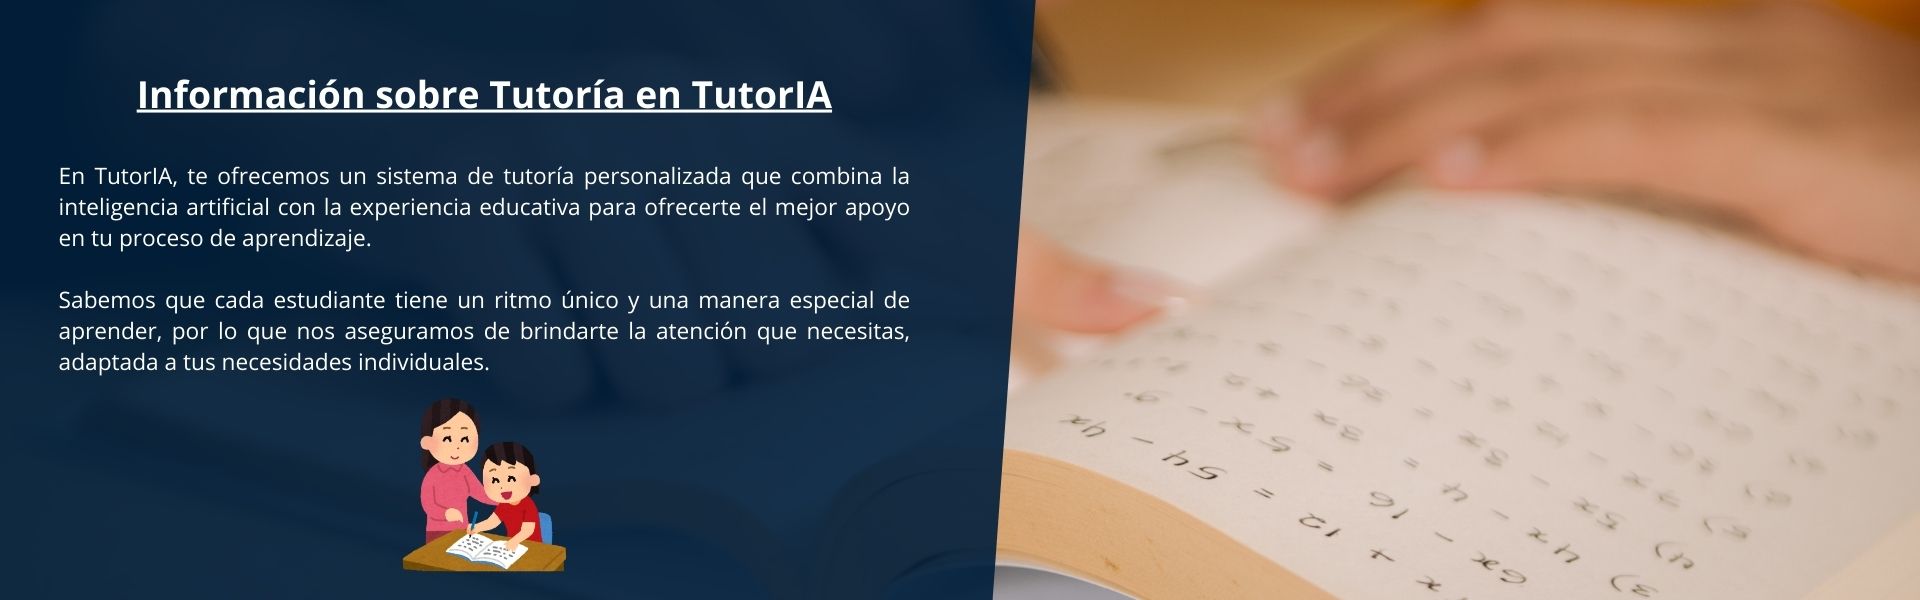 Información sobre Tutoría en TutorIA
En TutorIA, te ofrecemos un sistema de tutoría personalizada que combina la
inteligencia artificial con la experiencia educativa para ofrecerte el mejor apoyo
en tu proceso de aprendizaje.
Sabemos que cada estudiante tiene un ritmo único y una manera especial de
aprender, por lo que nos aseguramos de brindarte la atención que necesitas,
adaptada a tus necesidades individuales.